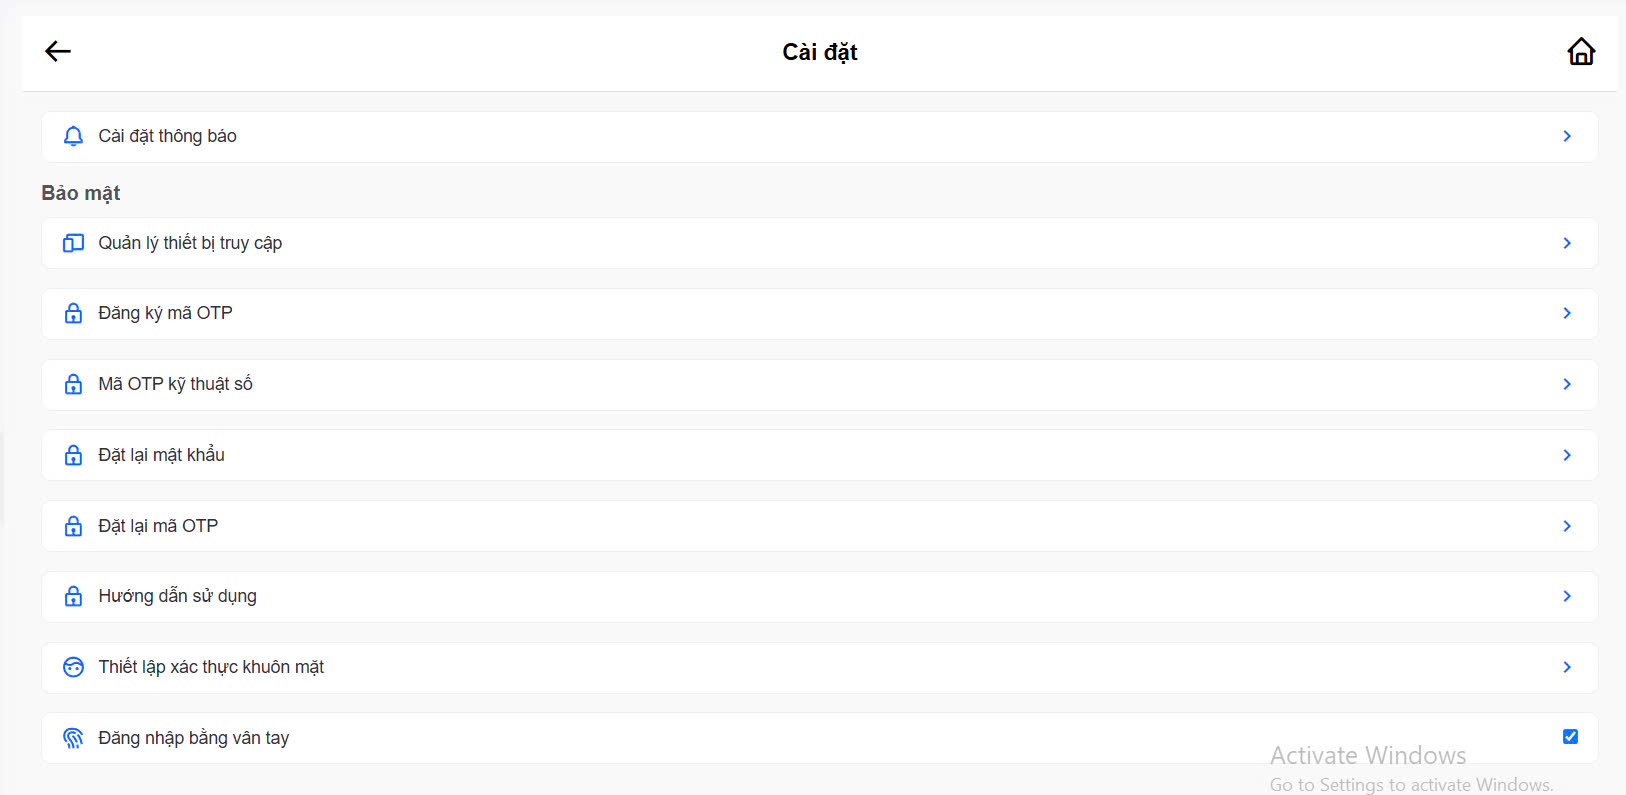 Cài đặt
Cài đặt thông báo
Bảo mật
Quản lý thiết bị truy cập
Đăng ký mã OTP
Mã OTP kỹ thuật số
Đặt lại mật khẩu
Đặt lại mã OTP
Hướng dẫn sử dụng
Thiết lập xác thực khuôn mặt
Đăng nhập bằng vân tay
Activate Windows
Go to Settings to activate Windows.